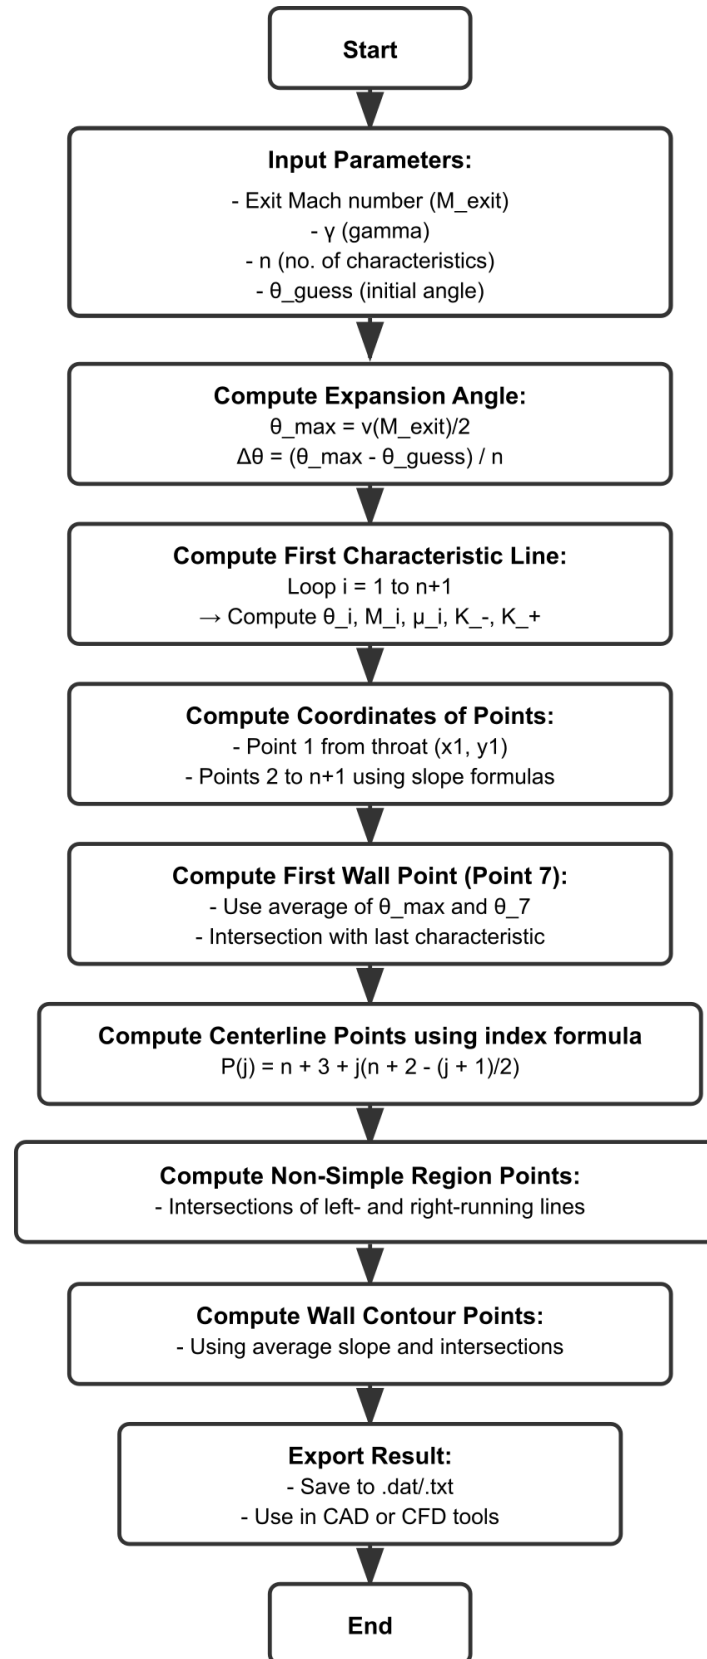 Start
Input Parameters:
- Exit Mach number (M_exit)
- γ (gamma)
- n (no. of characteristics)
- θ_guess (initial angle)
Compute Expansion Angle:
θ_max = v(M_exit)/2
Δθ = (θ_max - θ_guess) / n
Compute First Characteristic Line:
Loop i = 1 to n+1
→ Compute θ_i, M_i, μ_i, K_-, K_+
Compute Coordinates of Points:
- Point 1 from throat (x1, y1)
- Points 2 to n+1 using slope formulas
Compute First Wall Point (Point 7):
- Use average of θ_max and θ_7
- Intersection with last characteristic
Compute Centerline Points using index formula
P(j) = n + 3 + j(n + 2 - (j + 1)/2)
Compute Non-Simple Region Points:
- Intersections of left- and right-running lines
Compute Wall Contour Points:
- Using average slope and intersections
Export Result:
- Save to .dat/.txt
- Use in CAD or CFD tools
End